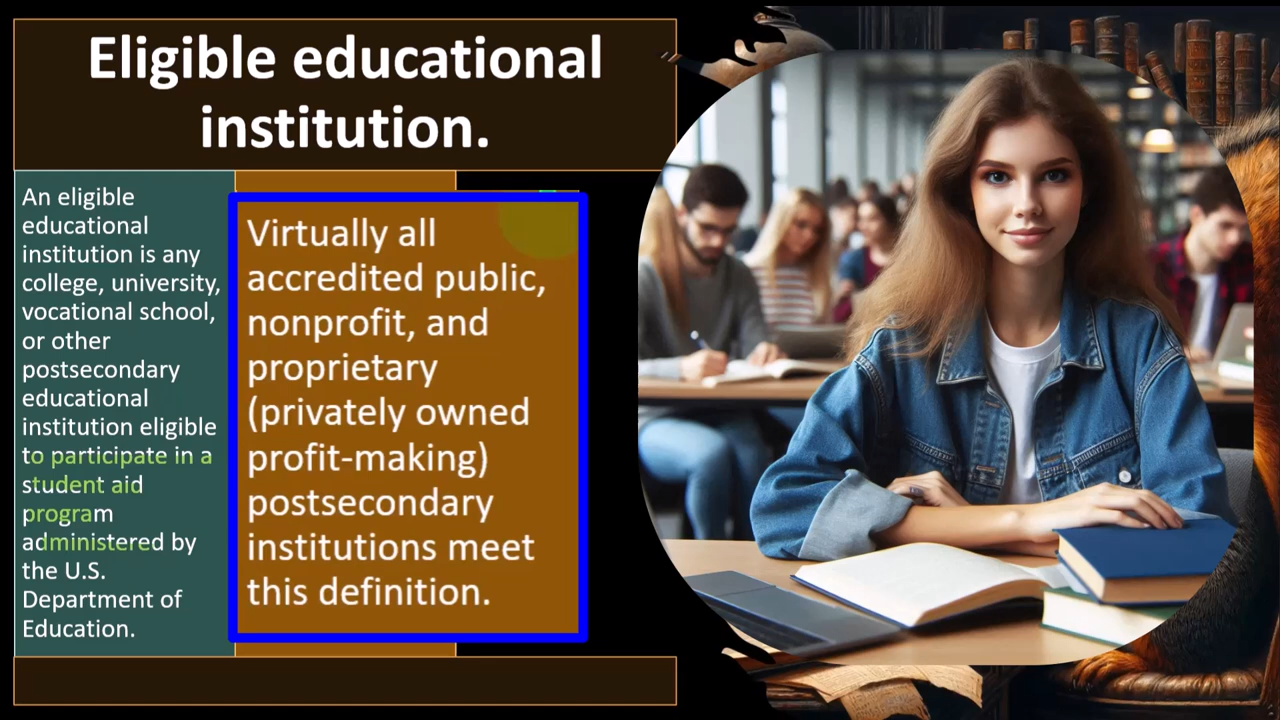 Eligible educational
institution.
An eligible
educational
institution is any
college, university,
vocational school,
or other
postsecondary
educational
institution eligible
to participate in a
student aid
program
administered by
the U.S.
Department of
Education.
Virtually all
accredited public,
nonprofit, and
proprietary
(privately owned
profit-making)
postsecondary
institutions meet
this definition.